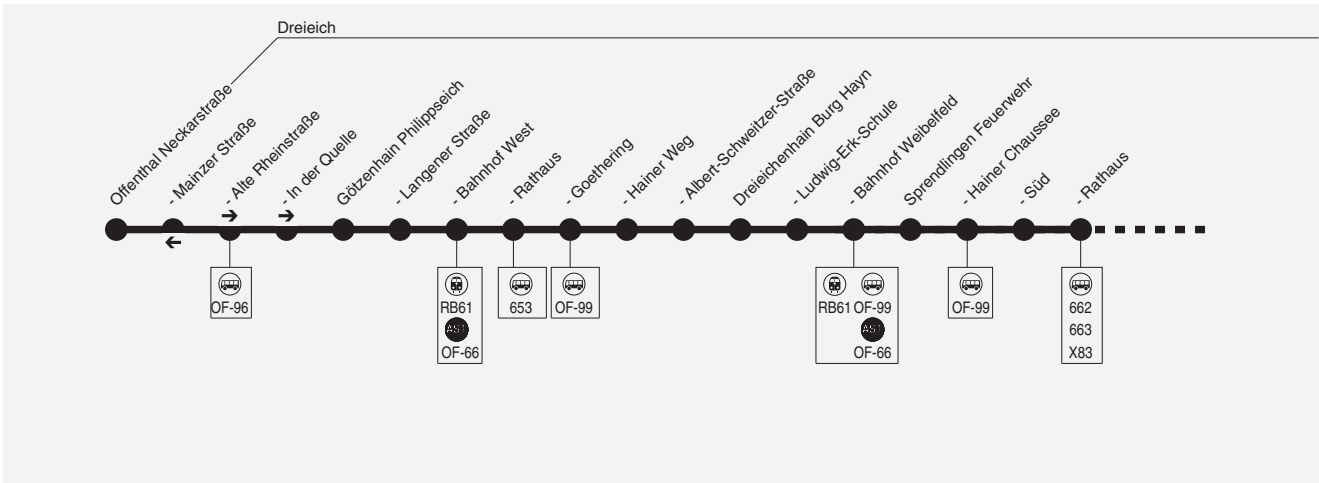 Dreieich
Offenthal Neckarstraße
- Mainzer Straße
- Alte Rheinstraße
- In der Quelle
Götzenhain Philippseich
- Langener Straße
- Bahnhof West
- Rathaus
- Goethering
- Hainer Weg
- Albert-Schweitzer-Straße
Dreieichenhain Burg Hayn
- Ludwig-Erk-Schule
- Bahnhof Weibelfeld
Sprendlingen Feuerwehr
- Hainer Chaussee
- Süd
- Rathaus
OF-96
RB61
AST
OF-66
653
OF-99
RB61 OF-99
AST
OF-66
OF-99
662
663
X83